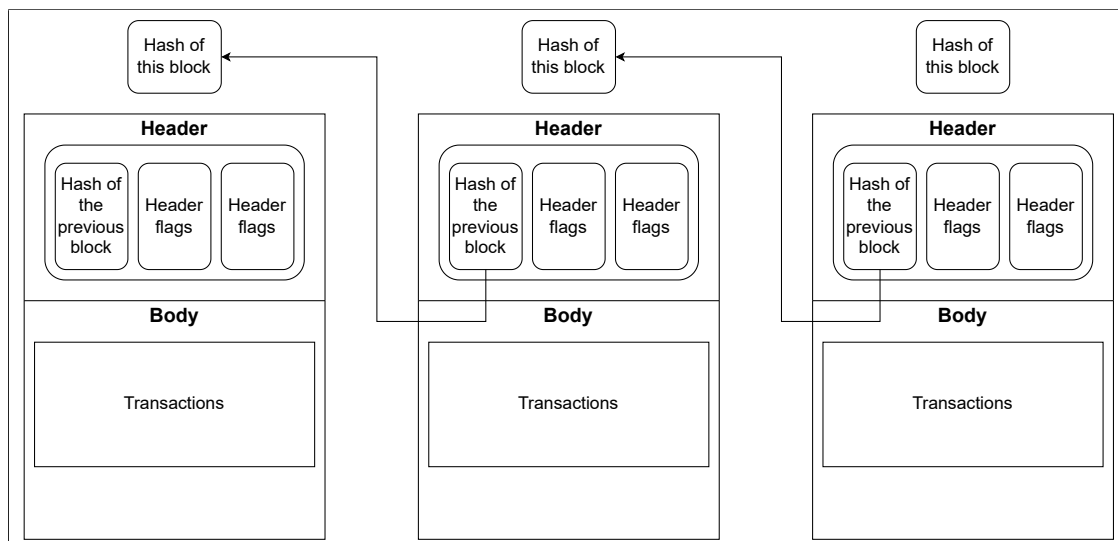 Hash of
this block
Hash of
this block
Hash of
this block
Header
Hash of
the
previous
block
Header
flags
Header
flags
Body
Transactions
Header
Hash of
the
previous
block
Header
flags
Header
flags
Body
Transactions
Header
Hash of
the
previous
block
Header
flags
Header
flags
Body
Transactions